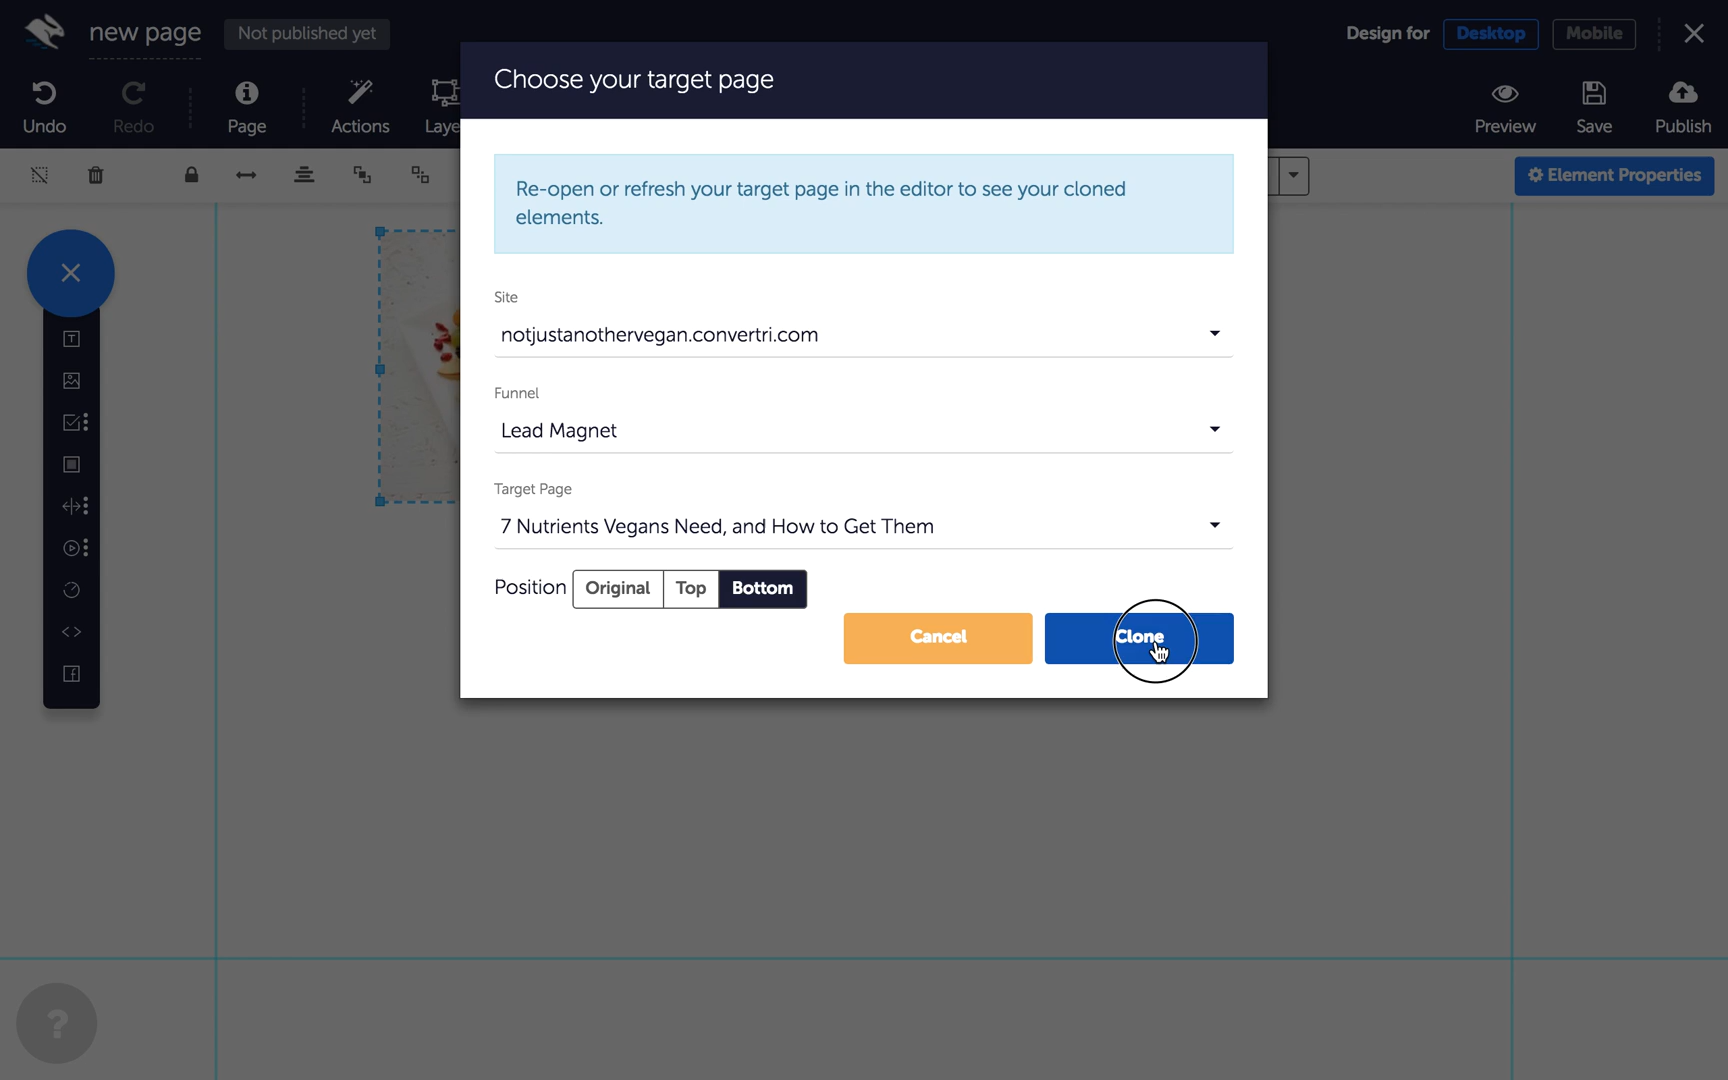 new page
Not published yet
Design for
Desktop
Mobile
Undo
Redo
Page
Actions
Preview
Save
Publish
Choose your target page
Element Properties
Re-open or refresh your target page in the editor to see your cloned
elements.
Site
notjustanothervegan.convertri.com
Funnel
Lead Magnet
Target Page
7 Nutrients Vegans Need, and How to Get Them
Position
Original
Top
Bottom
Cancel
Clone
?